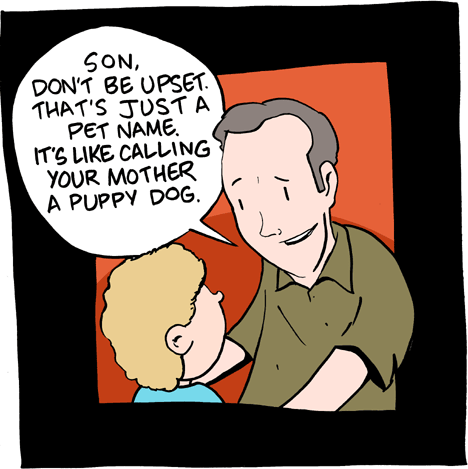 SON,
DON'T BE UPSET.
THAT'S JUST A
PET NAME.
IT'S LIKE CALLING
YOUR MOTHER
A PUPPY DOG.